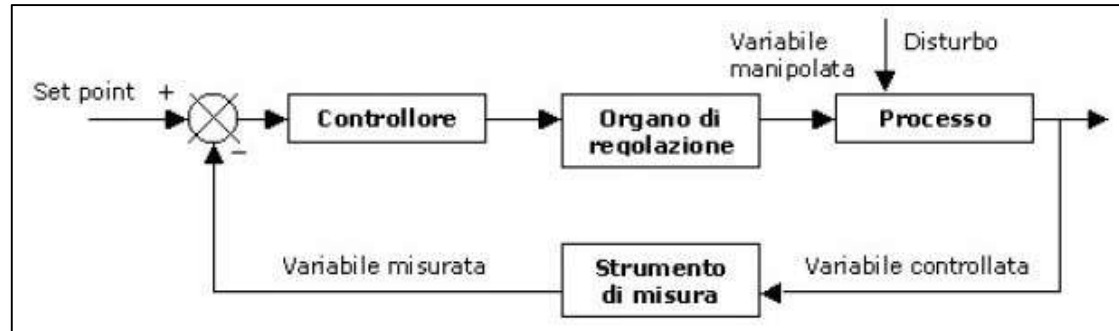 Variabile
manipolata
Disturbo
Set point +
Controllore
Organo di
regolazione
Processo
–
Variabile misurata
Strumento
di misura
Variabile controllata